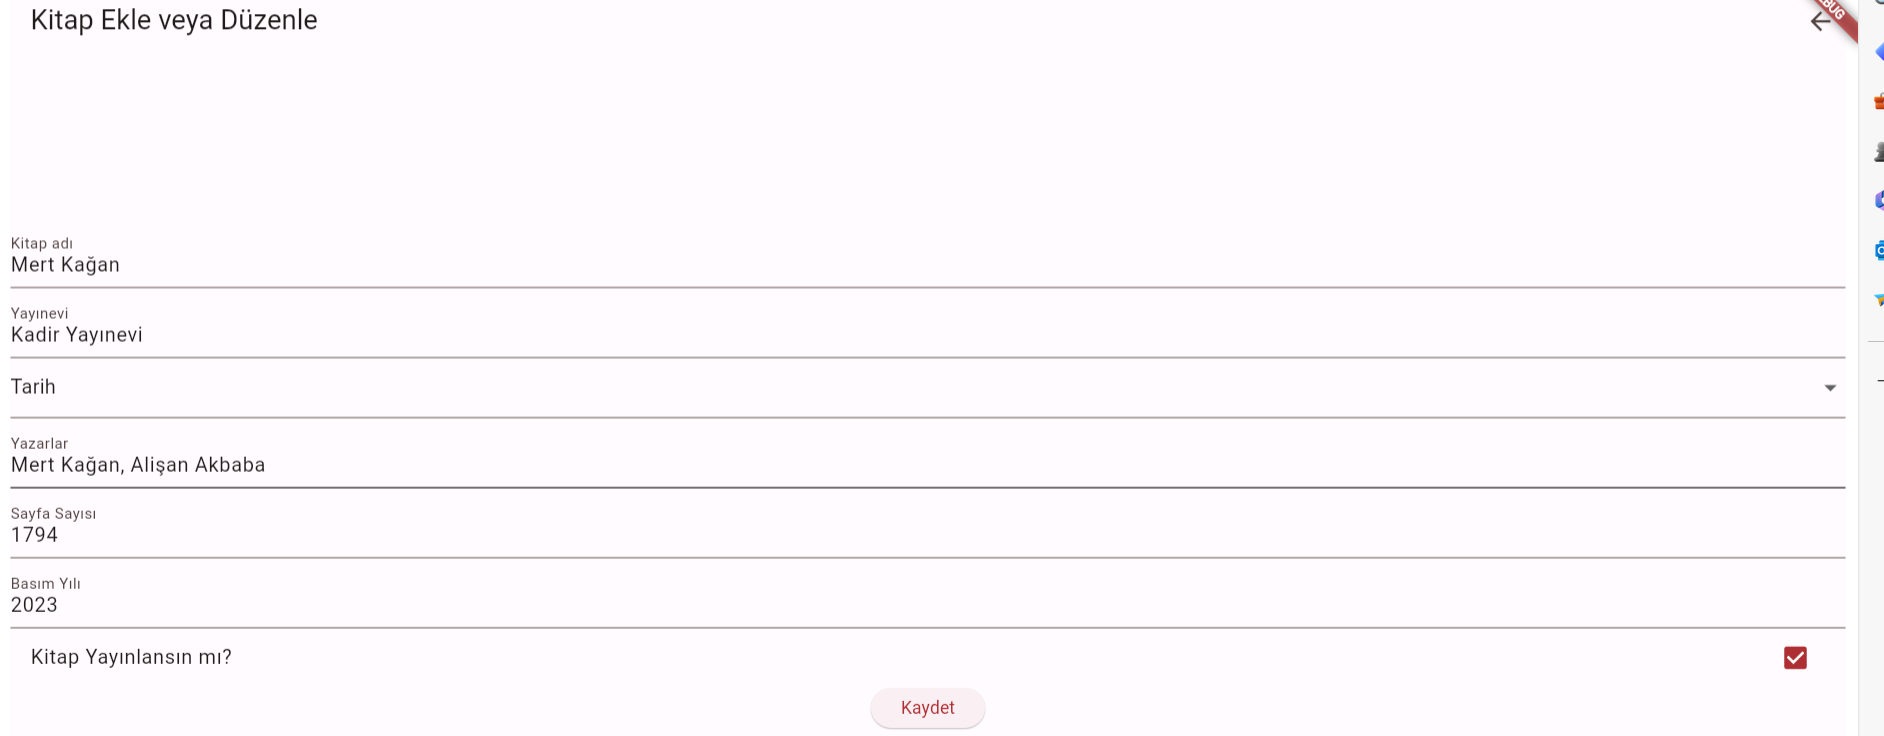 Kitap Ekle veya Düzenle
Kitap adı
Mert Kağan
Yayınevi
Kadir Yayınevi
Tarih
Yazarlar
Mert Kağan, Alişan Akbaba
Sayfa Sayısı
1794
Basım Yılı
2023
Kitap Yayınlansın mı?
Kaydet